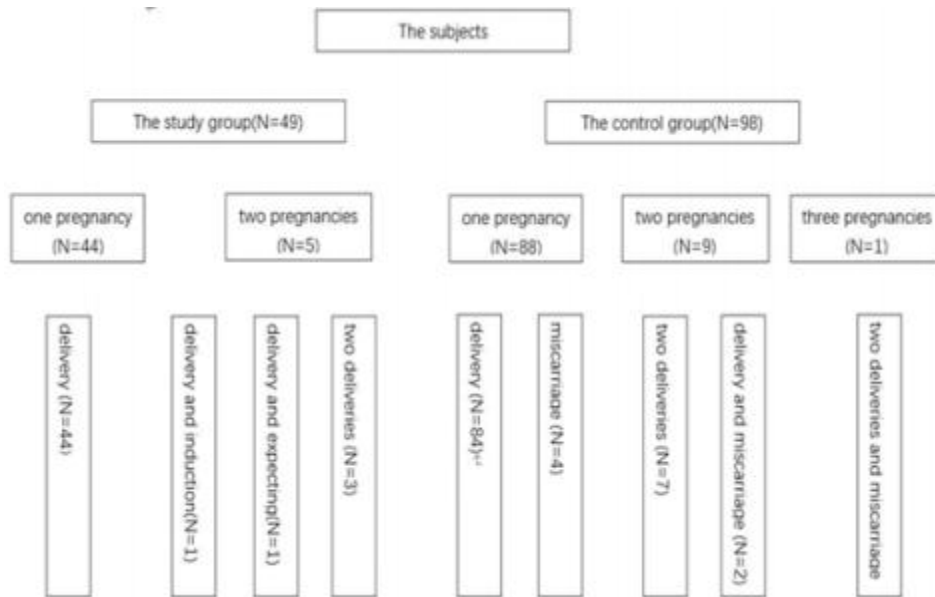 The subjects
The study group(N=49)
The control group(N=98)
one pregnancy
(N=44)
two pregnancies
(N=5)
one pregnancy
(N=88)
two pregnancies
(N=9)
three pregnancies
(N=1)
delivery (N=44)
delivery and induction(N=1)
delivery and expecting(N=1)
two deliveries (N=3)
delivery (N=84)
miscarriage (N=4)
two deliveries (N=7)
delivery and miscarriage (N=2)
two deliveries and miscarriage